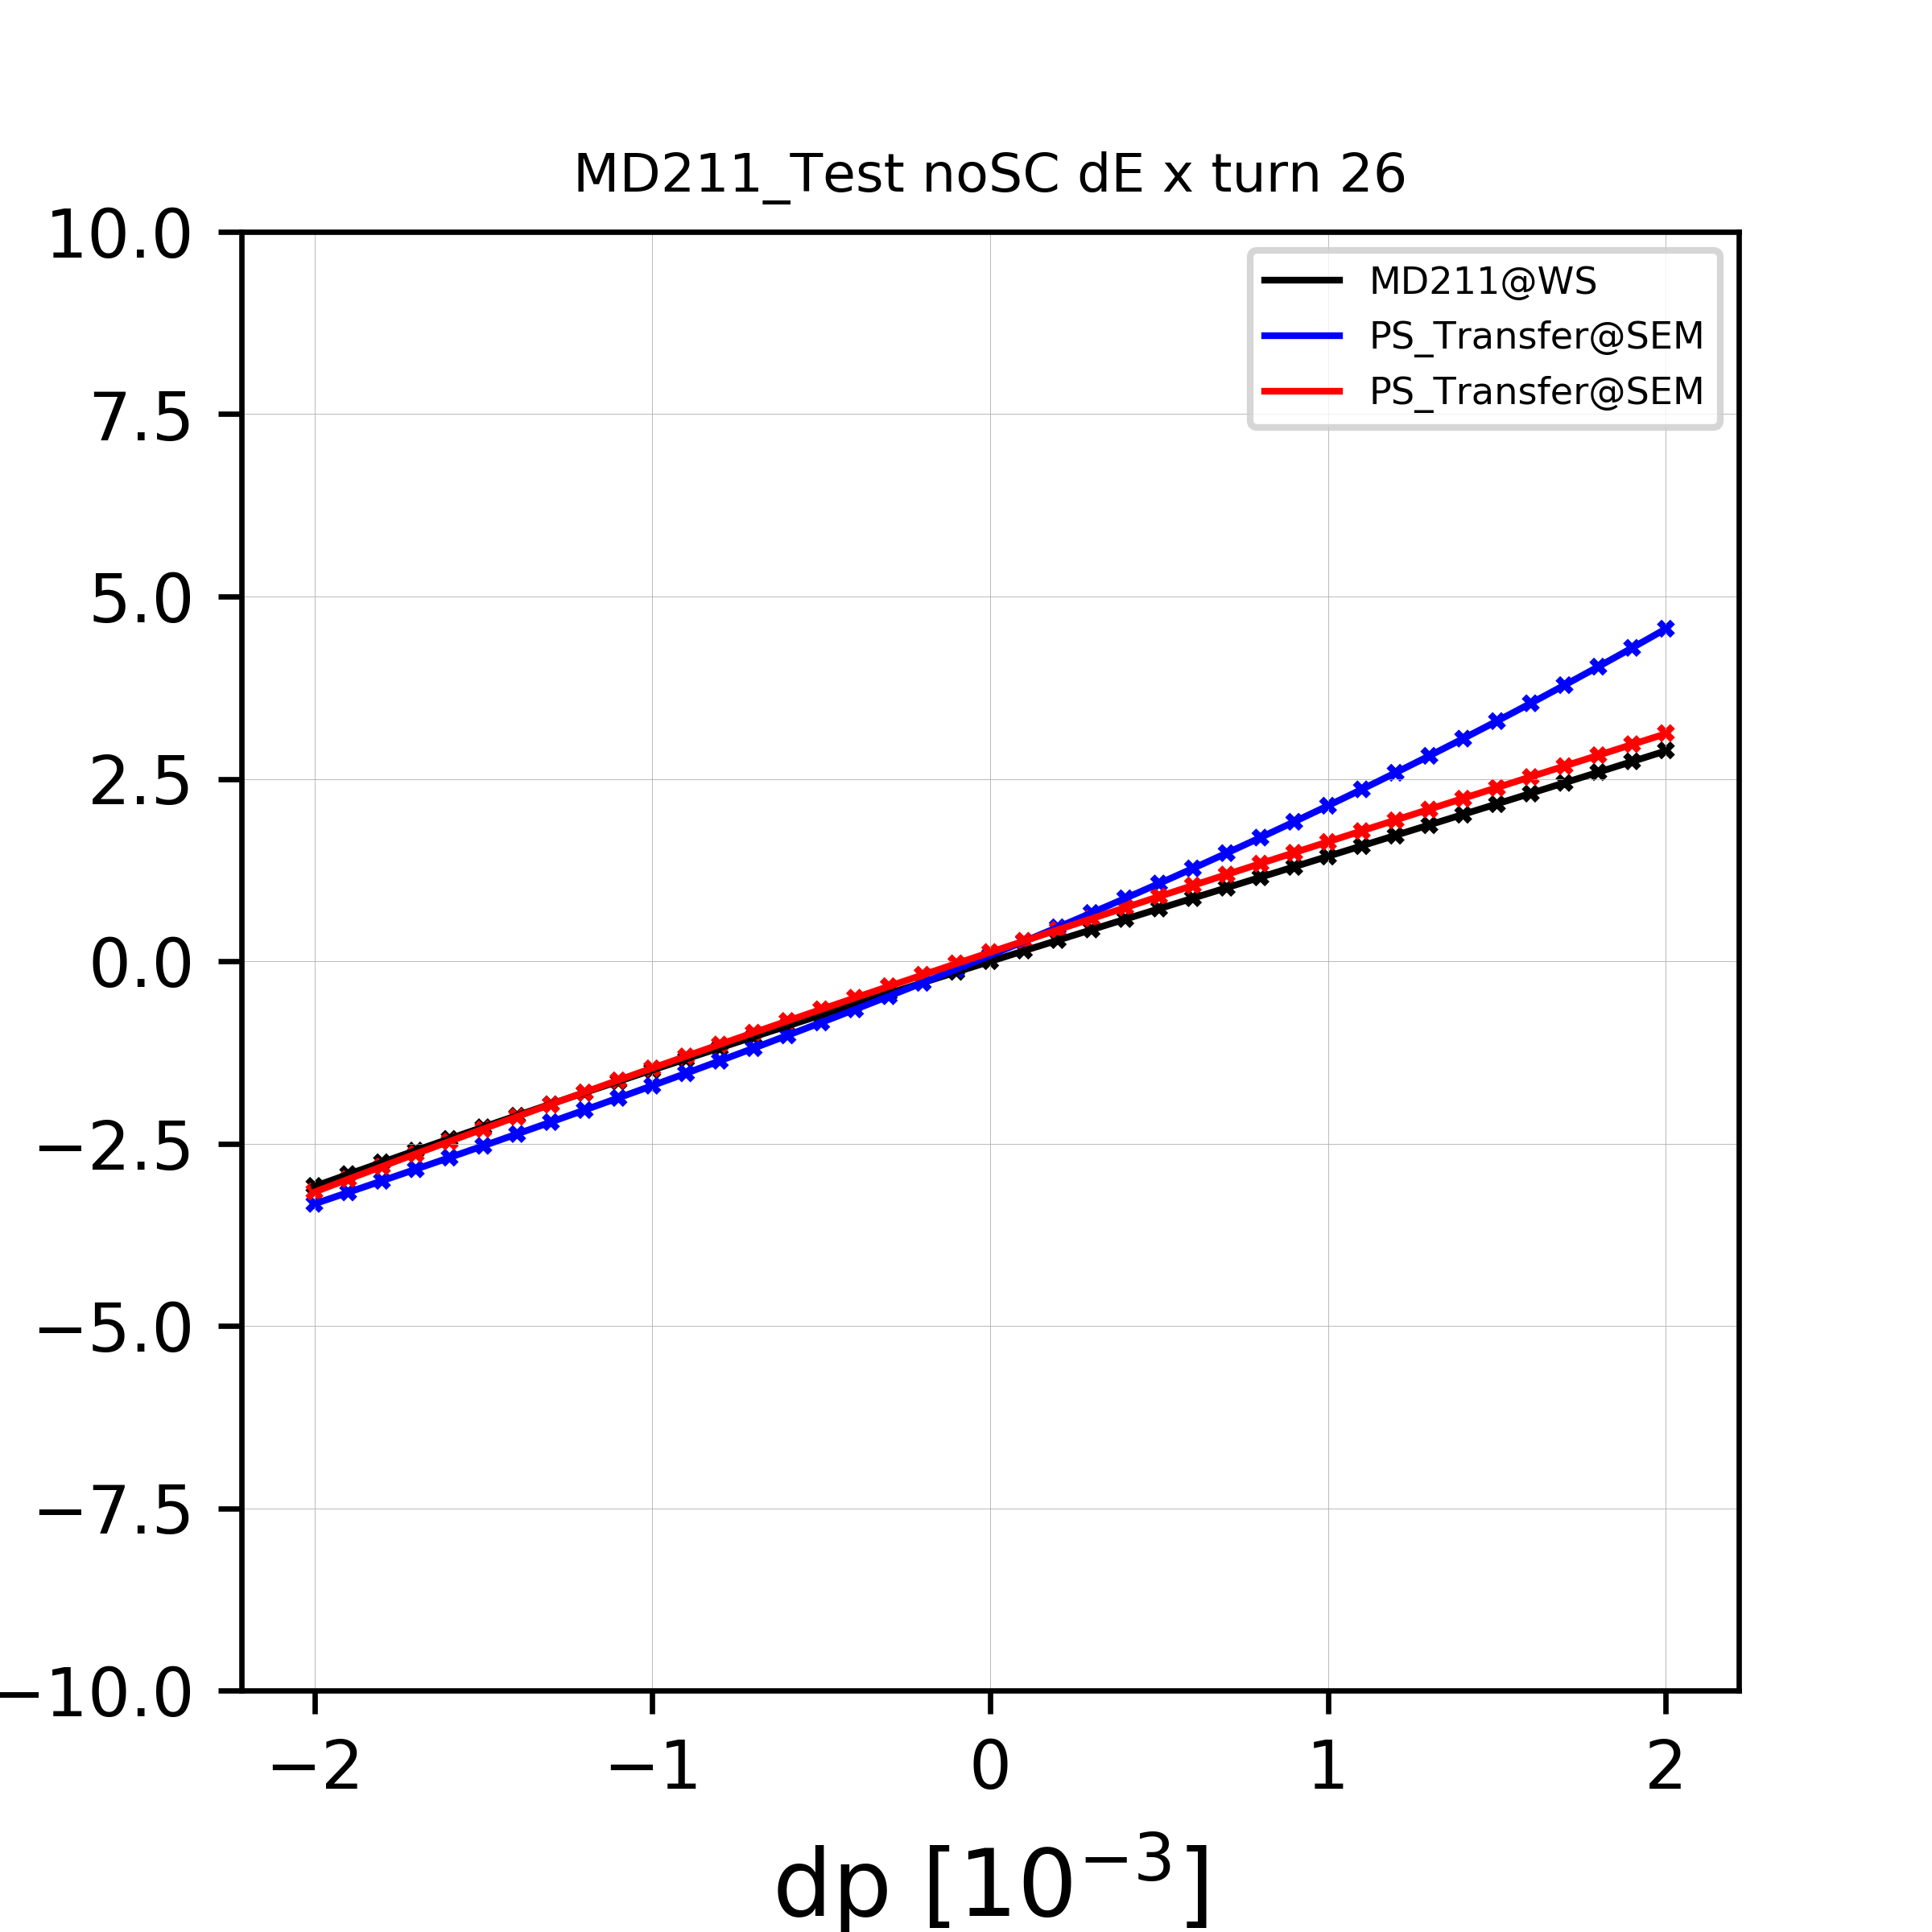 MD211_Test noSC dE x turn 26
10.0
7.5
5.0
2.5
0.0
−2.5
−5.0
−7.5
−10.0
MD211@WS
PS_Transfer@SEM
PS_Transfer@SEM
−2 −1 0 1 2
dp [10⁻³]